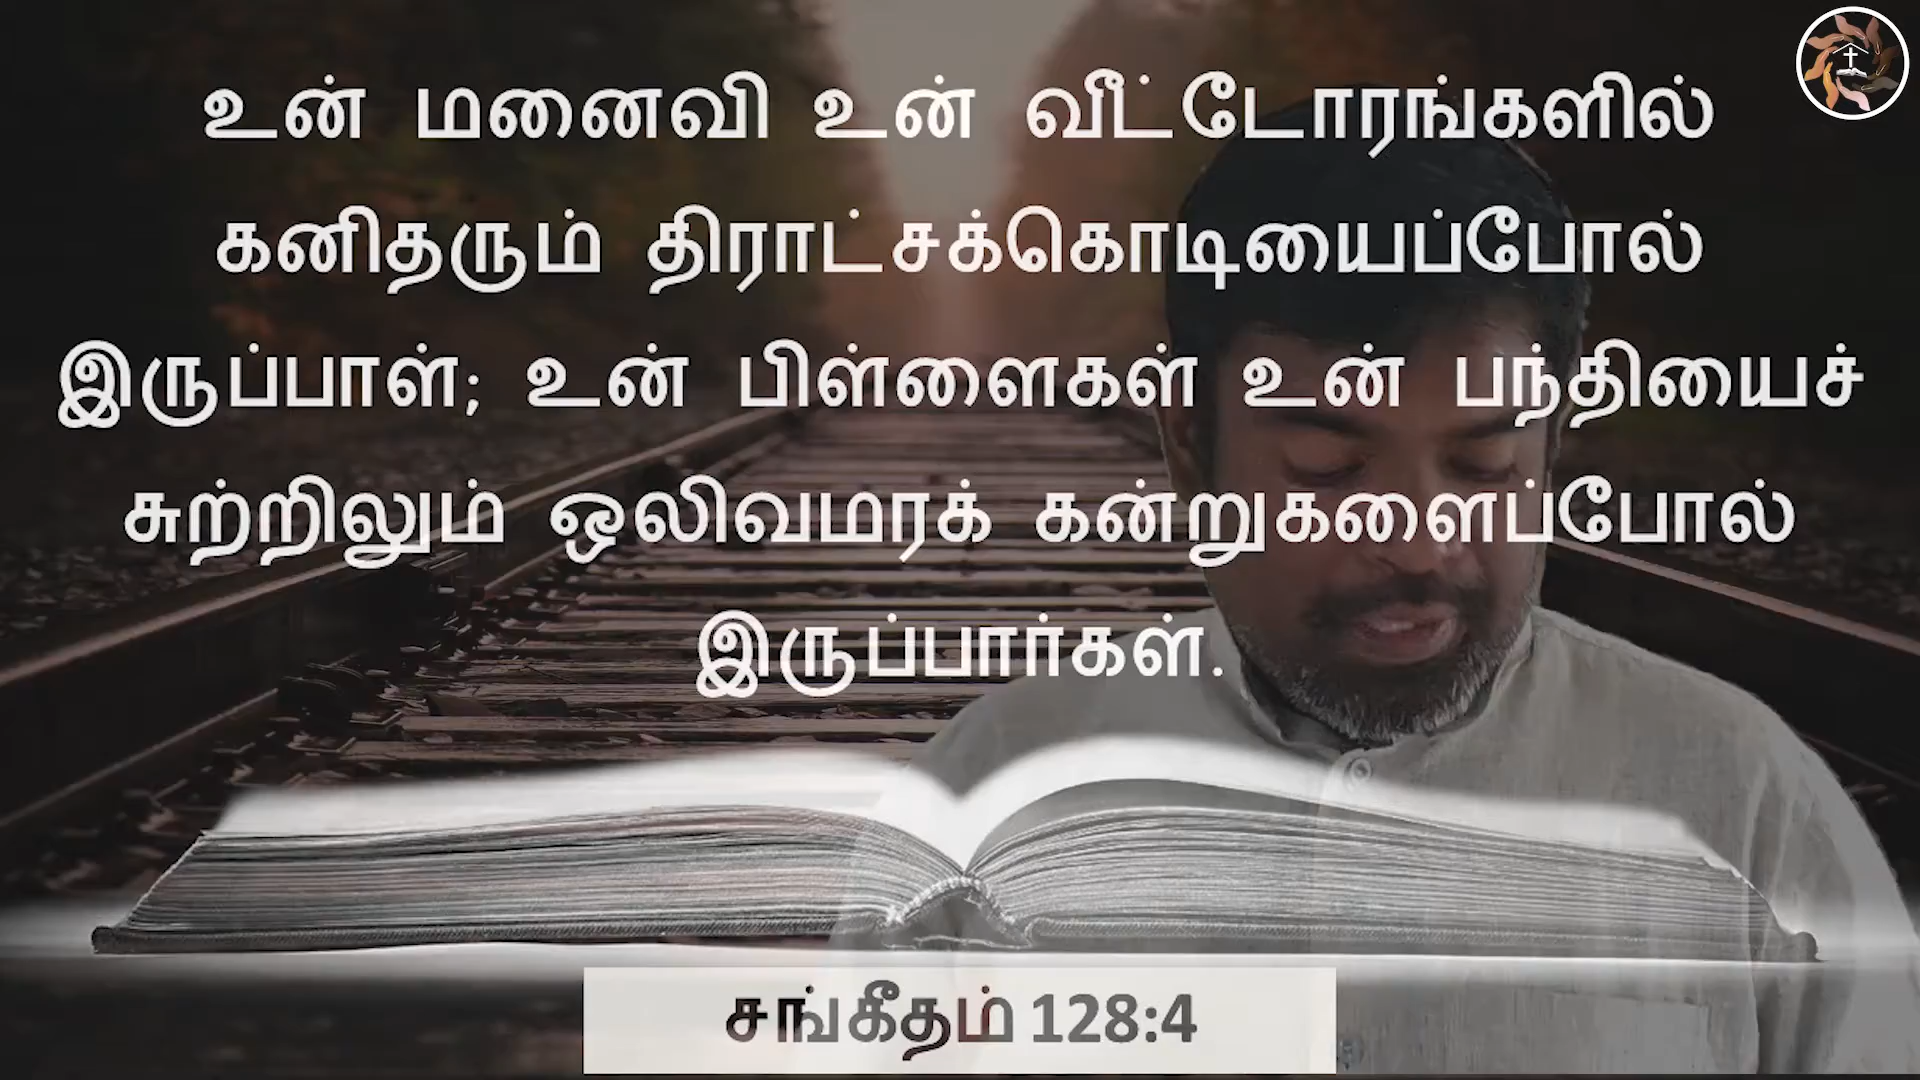 உன் மனைவி உன் வீட்டோரங்களில்
கனிதரும் திராட்சக்கொடியைப்போல்
இருப்பாள்; உன் பிள்ளைகள் உன் பந்தியைச்
சுற்றிலும் ஒலிவமரக் கன்றுகளைப்போல்
இருப்பார்கள்.
சங்கீதம் 128:4